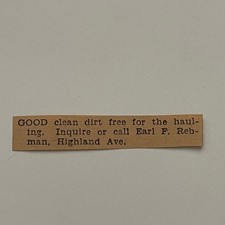 GOOD clean dirt free for the haul-
ing. Inquire or call Earl F. Reb-
man, Highland Ave.